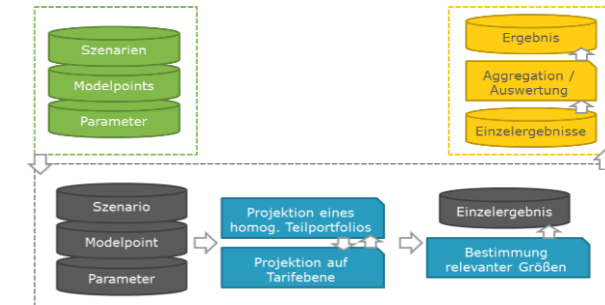 Szenarien
Modelpoints
Parameter
Ergebnis
Aggregation /
Auswertung
Einzelergebnisse
Szenario
Modelpoint
Parameter
Projektion eines
homog. Teilportfolios
Projektion auf
Tarifebene
Einzelergebnis
Bestimmung
relevanter Größen